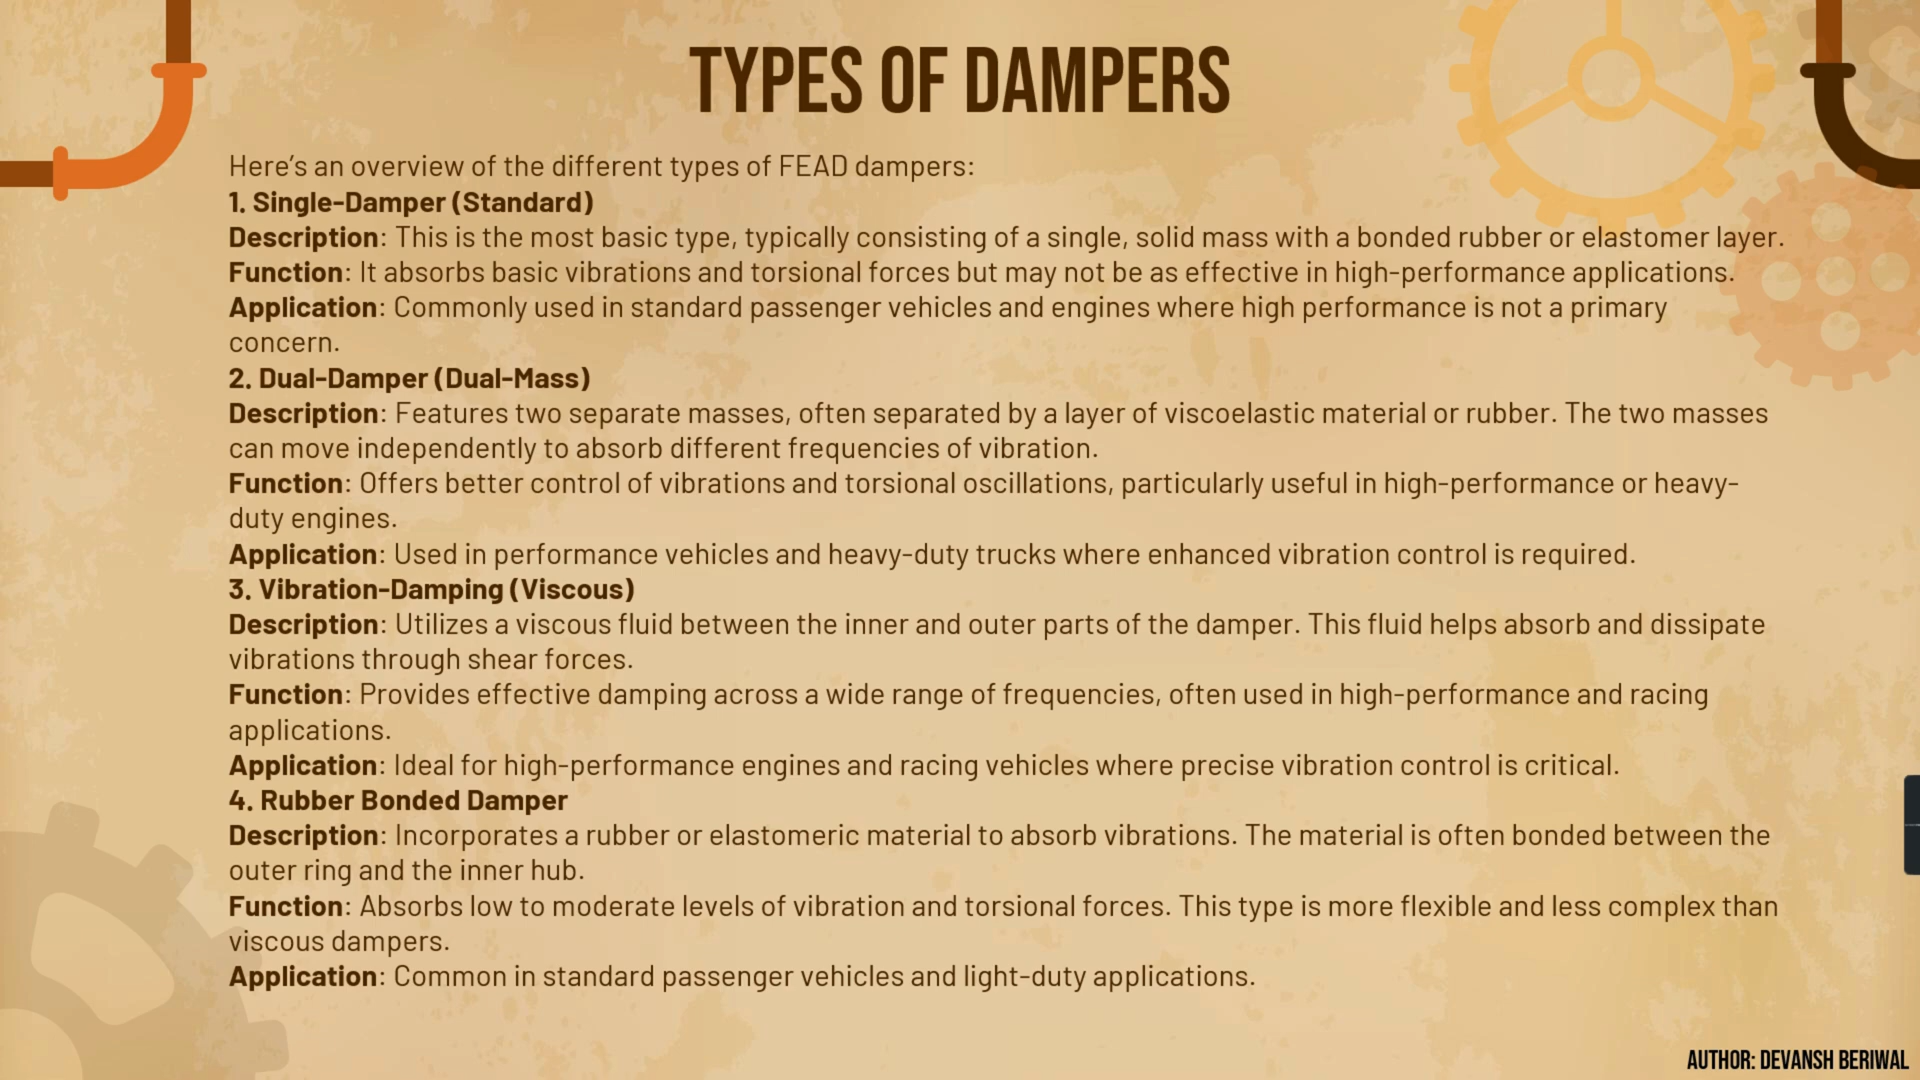 TYPES OF DAMPERS
Here's an overview of the different types of FEAD dampers:
1. Single-Damper (Standard)
Description: This is the most basic type, typically consisting of a single, solid mass with a bonded rubber or elastomer layer.
Function: It absorbs basic vibrations and torsional forces but may not be as effective in high-performance applications.
Application: Commonly used in standard passenger vehicles and engines where high performance is not a primary
concern.
2. Dual-Damper (Dual-Mass)
Description: Features two separate masses, often separated by a layer of viscoelastic material or rubber. The two masses
can move independently to absorb different frequencies of vibration.
Function: Offers better control of vibrations and torsional oscillations, particularly useful in high-performance or heavy-
duty engines.
Application: Used in performance vehicles and heavy-duty trucks where enhanced vibration control is required.
3. Vibration-Damping (Viscous)
Description: Utilizes a viscous fluid between the inner and outer parts of the damper. This fluid helps absorb and dissipate
vibrations through shear forces.
Function: Provides effective damping across a wide range of frequencies, often used in high-performance and racing
applications.
Application: Ideal for high-performance engines and racing vehicles where precise vibration control is critical.
4. Rubber Bonded Damper
Description: Incorporates a rubber or elastomeric material to absorb vibrations. The material is often bonded between the
outer ring and the inner hub.
Function: Absorbs low to moderate levels of vibration and torsional forces. This type is more flexible and less complex than
viscous dampers.
Application: Common in standard passenger vehicles and light-duty applications.
AUTHOR: DEVANSH BERIWAL